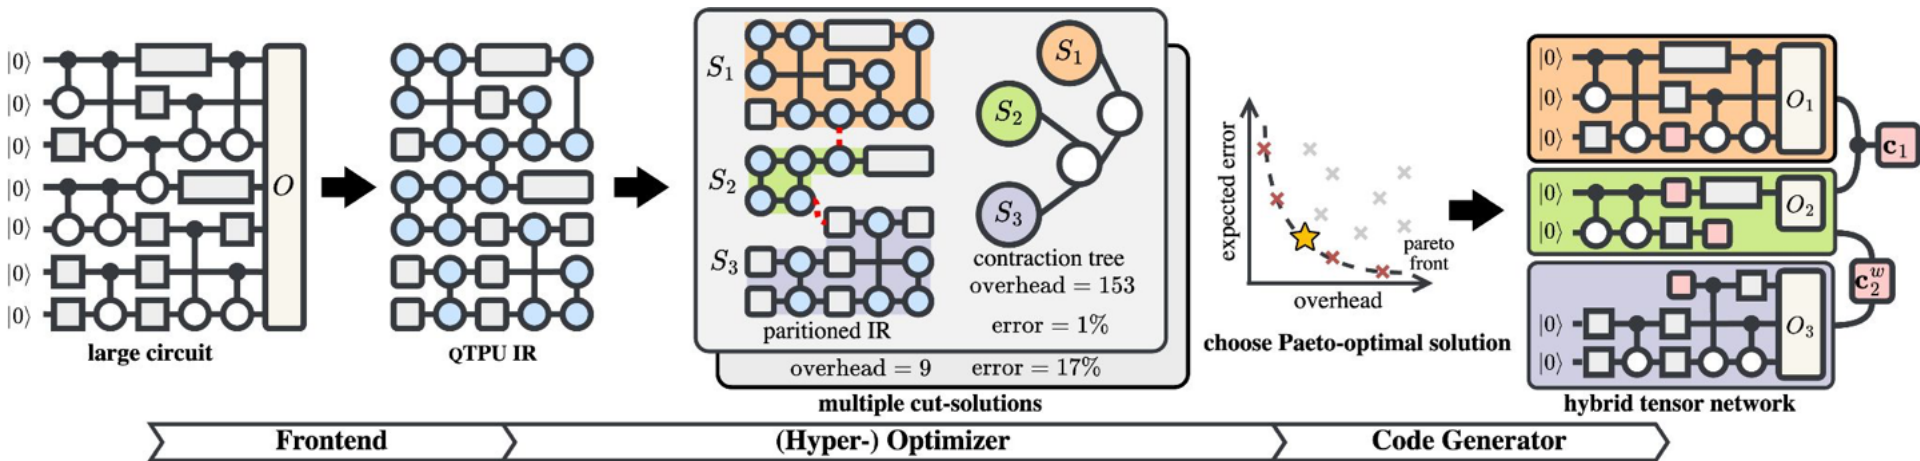 |0⟩
|0⟩
|0⟩
|0⟩
|0⟩
|0⟩
|0⟩
O
large circuit
QTPU IR
S₁
S₂
S₃
paritioned IR
S₁
S₂
S₃
contraction tree
overhead = 153
error = 1%
overhead = 9 error = 17%
multiple cut-solutions
expected error
overhead
pareto
front
choose Paeto-optimal solution
|0⟩
|0⟩
|0⟩
O₁
|0⟩
|0⟩
O₂
|0⟩
|0⟩
O₃
c₁
c₂ʷ
hybrid tensor network
Frontend
(Hyper-) Optimizer
Code Generator